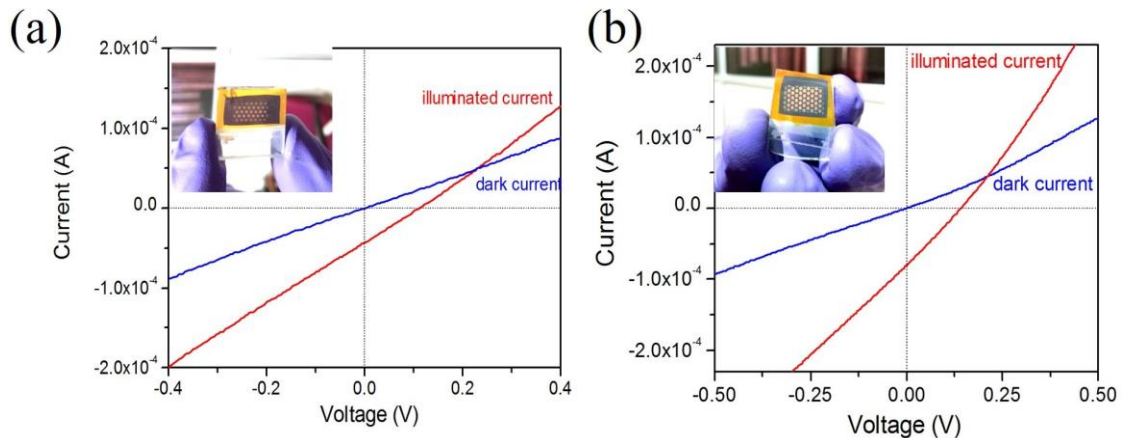 (a)
2.0x10⁻⁴
1.0x10⁻⁴
0.0
-1.0x10⁻⁴
-2.0x10⁻⁴
Current (A)
illuminated current
dark current
-0.4 -0.2 0.0 0.2 0.4
Voltage (V)
(b)
2.0x10⁻⁴
1.0x10⁻⁴
0.0
-1.0x10⁻⁴
-2.0x10⁻⁴
Current (A)
illuminated current
dark current
-0.50 -0.25 0.00 0.25 0.50
Voltage (V)